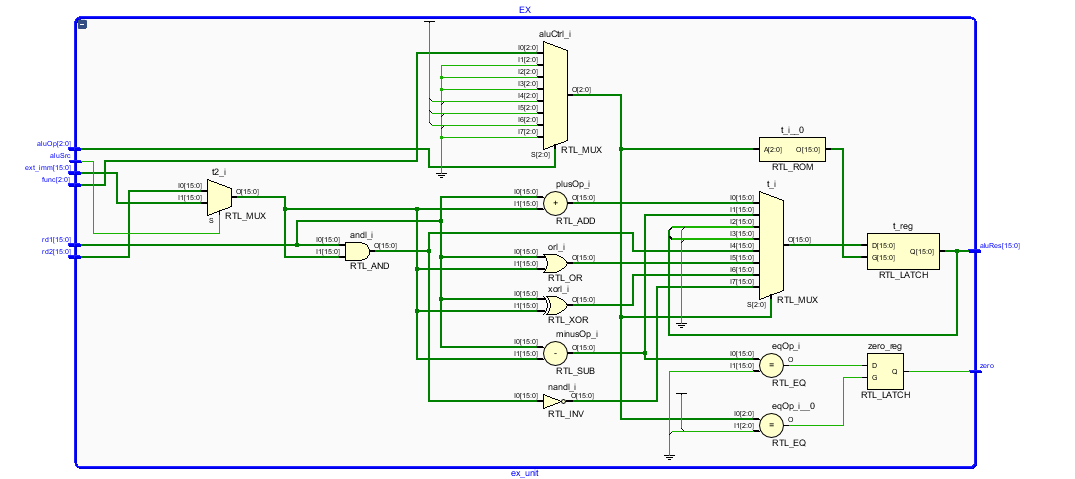 EX
aluCtrl_i
I0[2:0]
I1[2:0]
I2[2:0]
I3[2:0]
I4[2:0]
I5[2:0]
I6[2:0]
I7[2:0]
O[2:0]
S[2:0]
RTL_MUX
aluOp[2:0]
aluSrc
ext_imm[15:0]
func[2:0]
rd1[15:0]
rd2[15:0]
t2_i
I0[15:0]
I1[15:0]
O[15:0]
S
RTL_MUX
andl_i
I0[15:0]
I1[15:0]
O[15:0]
RTL_AND
plusOp_i
I0[15:0]
I1[15:0]
+
O[15:0]
RTL_ADD
orl_i
I0[15:0]
I1[15:0]
O[15:0]
RTL_OR
xorl_i
I0[15:0]
I1[15:0]
O[15:0]
RTL_XOR
minusOp_i
I0[15:0]
I1[15:0]
-
O[15:0]
RTL_SUB
nandl_i
I0[15:0]
O[15:0]
RTL_INV
t_i__0
A[2:0]
O[15:0]
RTL_ROM
t_i
I0[15:0]
I1[15:0]
I2[15:0]
I3[15:0]
I4[15:0]
I5[15:0]
I6[15:0]
I7[15:0]
O[15:0]
S[2:0]
RTL_MUX
t_reg
D[15:0]
G[15:0]
Q[15:0]
RTL_LATCH
aluRes[15:0]
eqOp_i
I0[15:0]
I1[15:0]
=
O
RTL_EQ
zero_reg
D
G
Q
RTL_LATCH
zero
eqOp_i__0
I0[2:0]
I1[2:0]
=
O
RTL_EQ
ex_unit